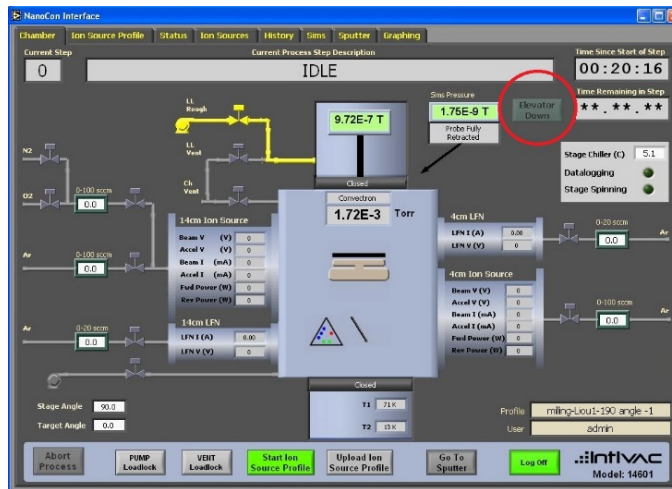 NanoCon Interface
Chamber Ion Source Profile Status Ion Sources History Sims Sputter Graphing
Current Step
Current Process Step Description
Time Since Start of Step
0
IDLE
00:20:16
Time Remaining in Step
**.**.**
LL
Rough
9.72E-7 T
Sims Pressure
1.75E-9 T
Probe Fully
Retracted
Elevator
Down
LL
Vent
Ch
Vent
Closed
Stage Chiller (C) 5.1
Datalogging
Stage Spinning
N2
O2
0-100 sccm
0.0
Convectron
1.72E-3 Torr
14cm Ion Source
Beam V (V) 0
Accel V (V) 0
Beam I (mA) 0
Accel I (mA) 0
Fwd Power (W) 0
Rev Power (W) 0
Ar
0-100 sccm
0.0
14cm LFN
LFN I (A) 0.00
LFN V (V) 0
Ar
0-20 sccm
0.0
4cm LFN
LFN I (A) 0.00
LFN V (V) 0
0-20 sccm
0.0
Ar
4cm Ion Source
Beam V (V) 0
Accel V (V) 0
Beam I (mA) 0
Accel I (mA) 0
Fwd Power (W) 0
Rev Power (W) 0
0-100 sccm
0.0
Ar
Closed
T1 71 K
T2 13 K
Stage Angle 90.0
Target Angle 0.0
Profile miling-Liou1-190 angle -1
User admin
Abort
Process
PUMP
Loadlock
VENT
Loadlock
Start Ion
Source Profile
Upload Ion
Source Profile
Go To
Sputter
Log Off
IntlVac
Model: 14601